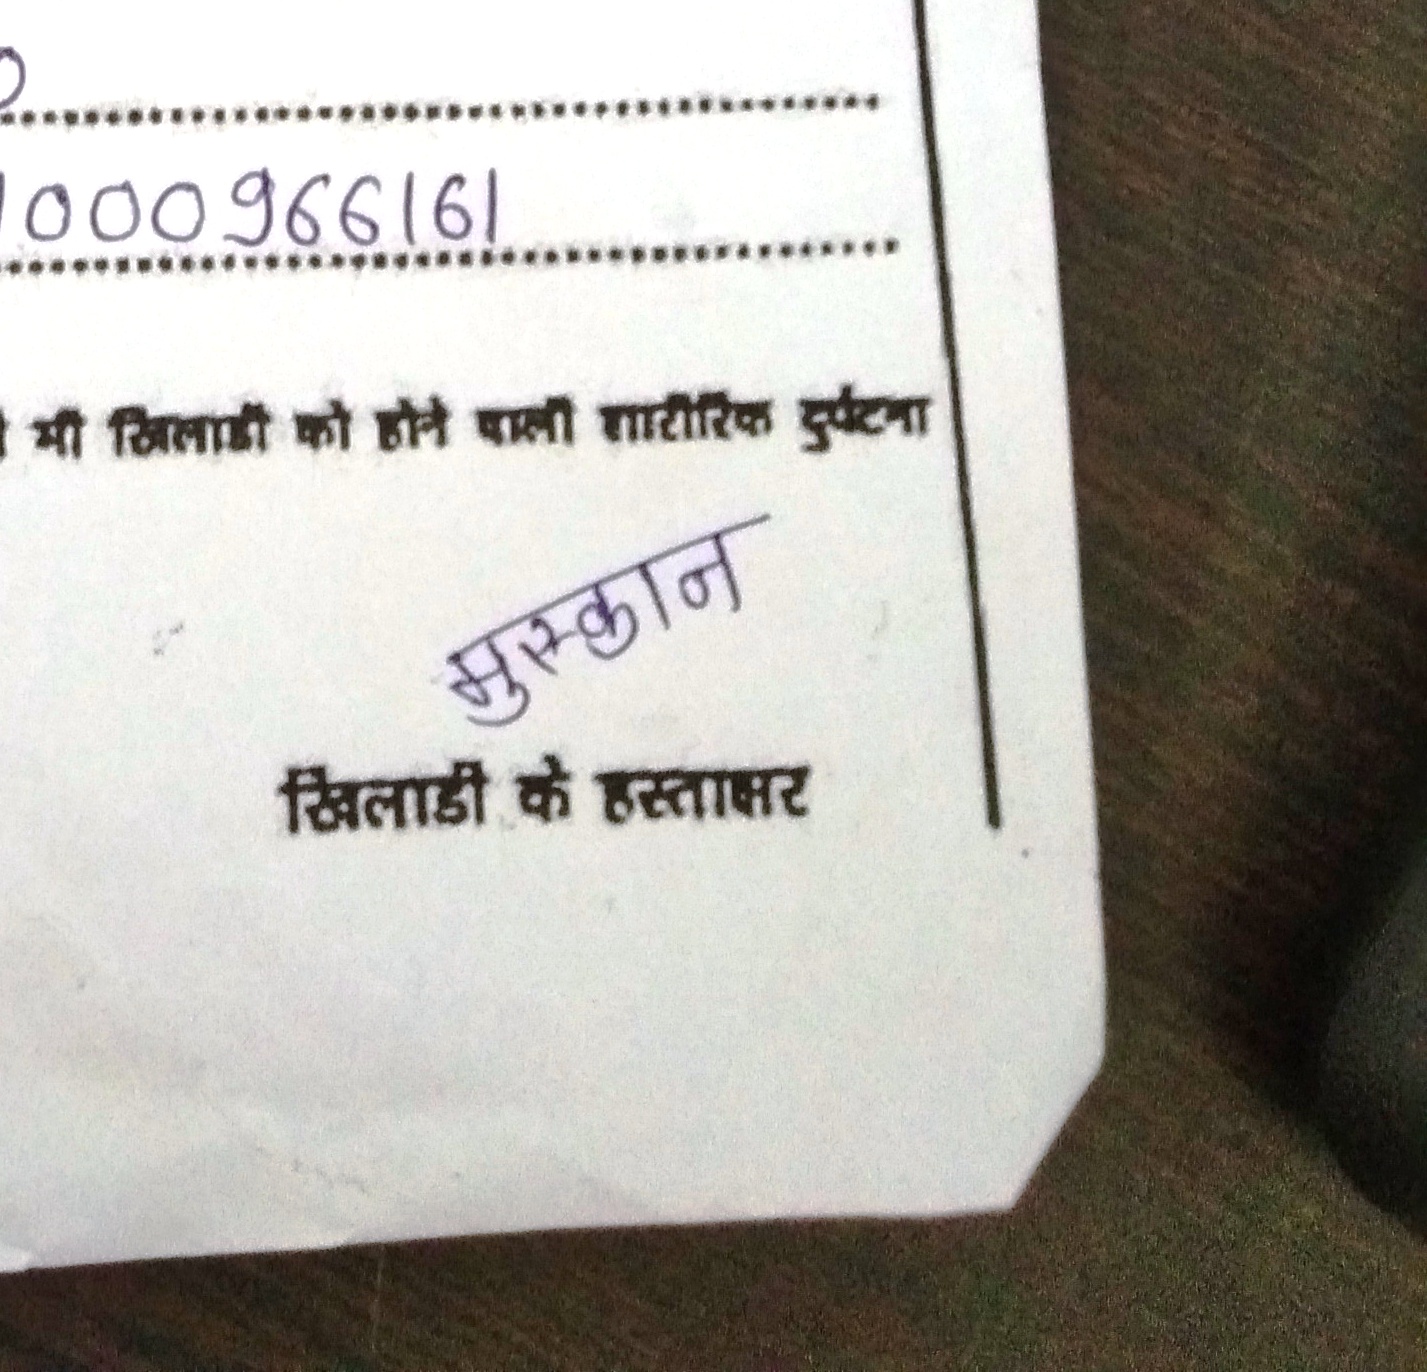 1000966161
भी खिलाडी को होने वाली शारीरिक दुर्घटना
मुस्कान
खिलाडी के हस्ताक्षर